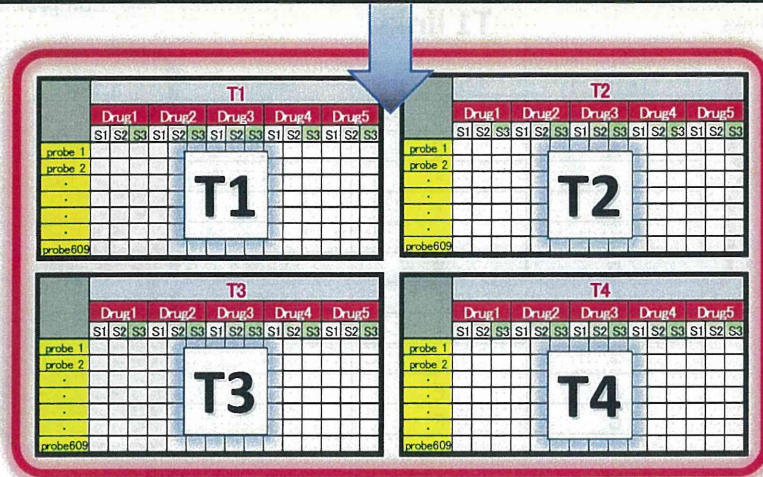 T1
Drug1 Drug2 Drug3 Drug4 Drug5
S1 S2 S3 S1 S2 S3 S1 S2 S3 S1 S2 S3 S1 S2 S3
probe 1
probe 2
.
.
.
.
probe609
T1
T2
Drug1 Drug2 Drug3 Drug4 Drug5
S1 S2 S3 S1 S2 S3 S1 S2 S3 S1 S2 S3 S1 S2 S3
probe 1
probe 2
.
.
.
.
probe609
T2
T3
Drug1 Drug2 Drug3 Drug4 Drug5
S1 S2 S3 S1 S2 S3 S1 S2 S3 S1 S2 S3 S1 S2 S3
probe 1
probe 2
.
.
.
.
probe609
T3
T4
Drug1 Drug2 Drug3 Drug4 Drug5
S1 S2 S3 S1 S2 S3 S1 S2 S3 S1 S2 S3 S1 S2 S3
probe 1
probe 2
.
.
.
.
probe609
T4